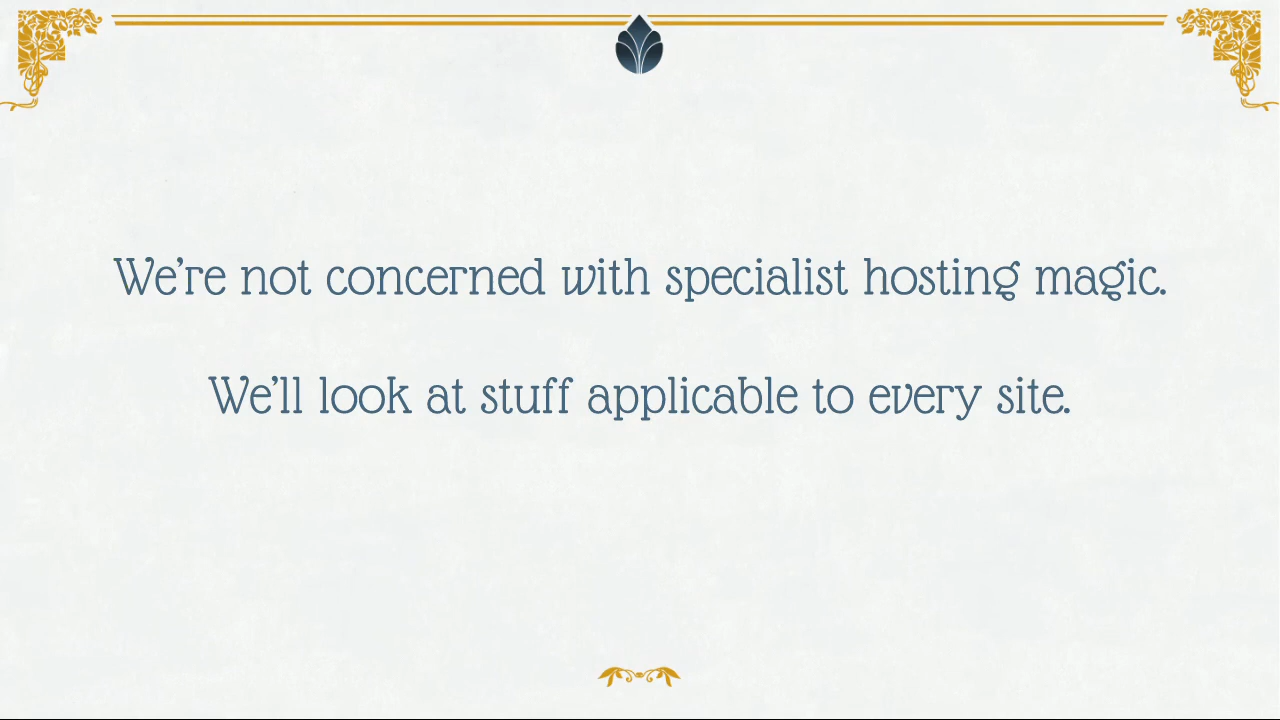 We're not concerned with specialist hosting magic.
We'll look at stuff applicable to every site.